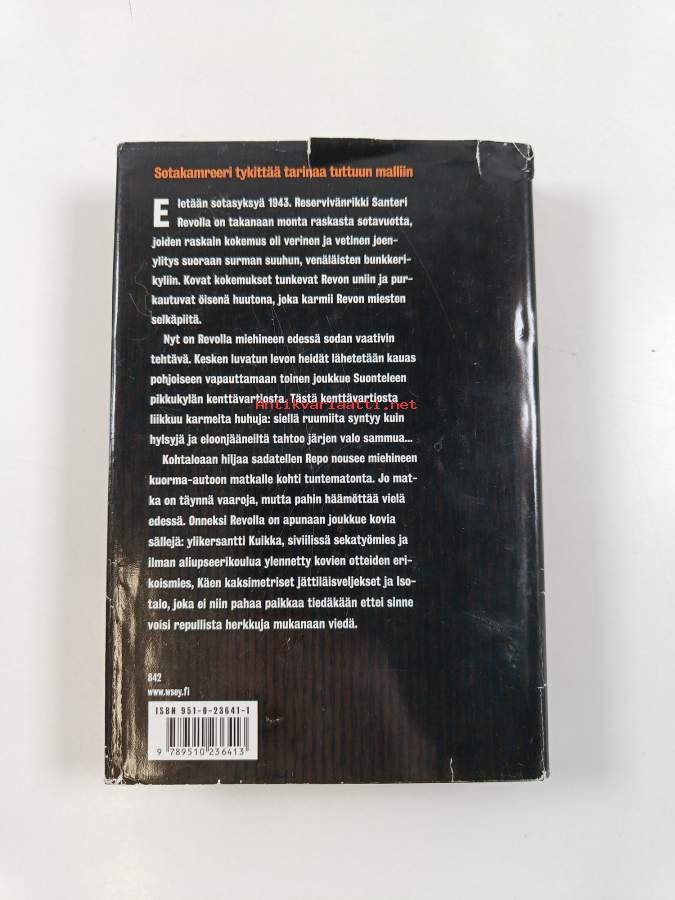 Sotakamreeri tykittää tarinaa tuttuun malliin
Eletään sotasyksyä 1943. Reservivänrikki Santeri
Revolla on takanaan monta raskasta sotavuotta,
joiden raskain kokemus oli verinen ja vetinen joen-
ylitys suoraan surman suuhun, venäläisten bunkkeri-
kyliin. Kovat kokemukset tunkevat Revon uniin ja pur-
kautuvat öisenä huutona, joka karmii Revon miesten
selkäpiitä.
Nyt on Revolla miehineen edessä sodan vaativin
tehtävä. Kesken luvatun levon heidät lähetetään kauas
pohjoiseen vapauttamaan toinen joukkue Suonteleen
pikkukylän kenttävartiosta. Tästä kenttävartiosta
Antikvariaatti.net
liikkuu karmeita huhuja: siellä ruumiita syntyy kuin
hylsyjä ja eloonjääneiltä tahtoo järjen valo sammua...
Kohtaloaan hiljaa sadatellen Repo nousee miehineen
kuorma-autoon matkalle kohti tuntematonta. Jo mat-
ka on täynnä vaaroja, mutta pahin häämöttää vielä
edessä. Onneksi Revolla on apunaan joukkue kovia
sällejä: ylikersantti Kuikka, siviilissä sekatyömies ja
ilman aliupseerikoulua ylennetty kovien otteiden eri-
koismies, Käen kaksimetriset jättiläisveljekset ja Iso-
talo, joka ei niin pahaa paikkaa tiedäkään ettei sinne
voisi repullista herkkuja mukanaan viedä.
842
www.wsoy.fi
ISBN 951-0-23641-1
9 789510 236413